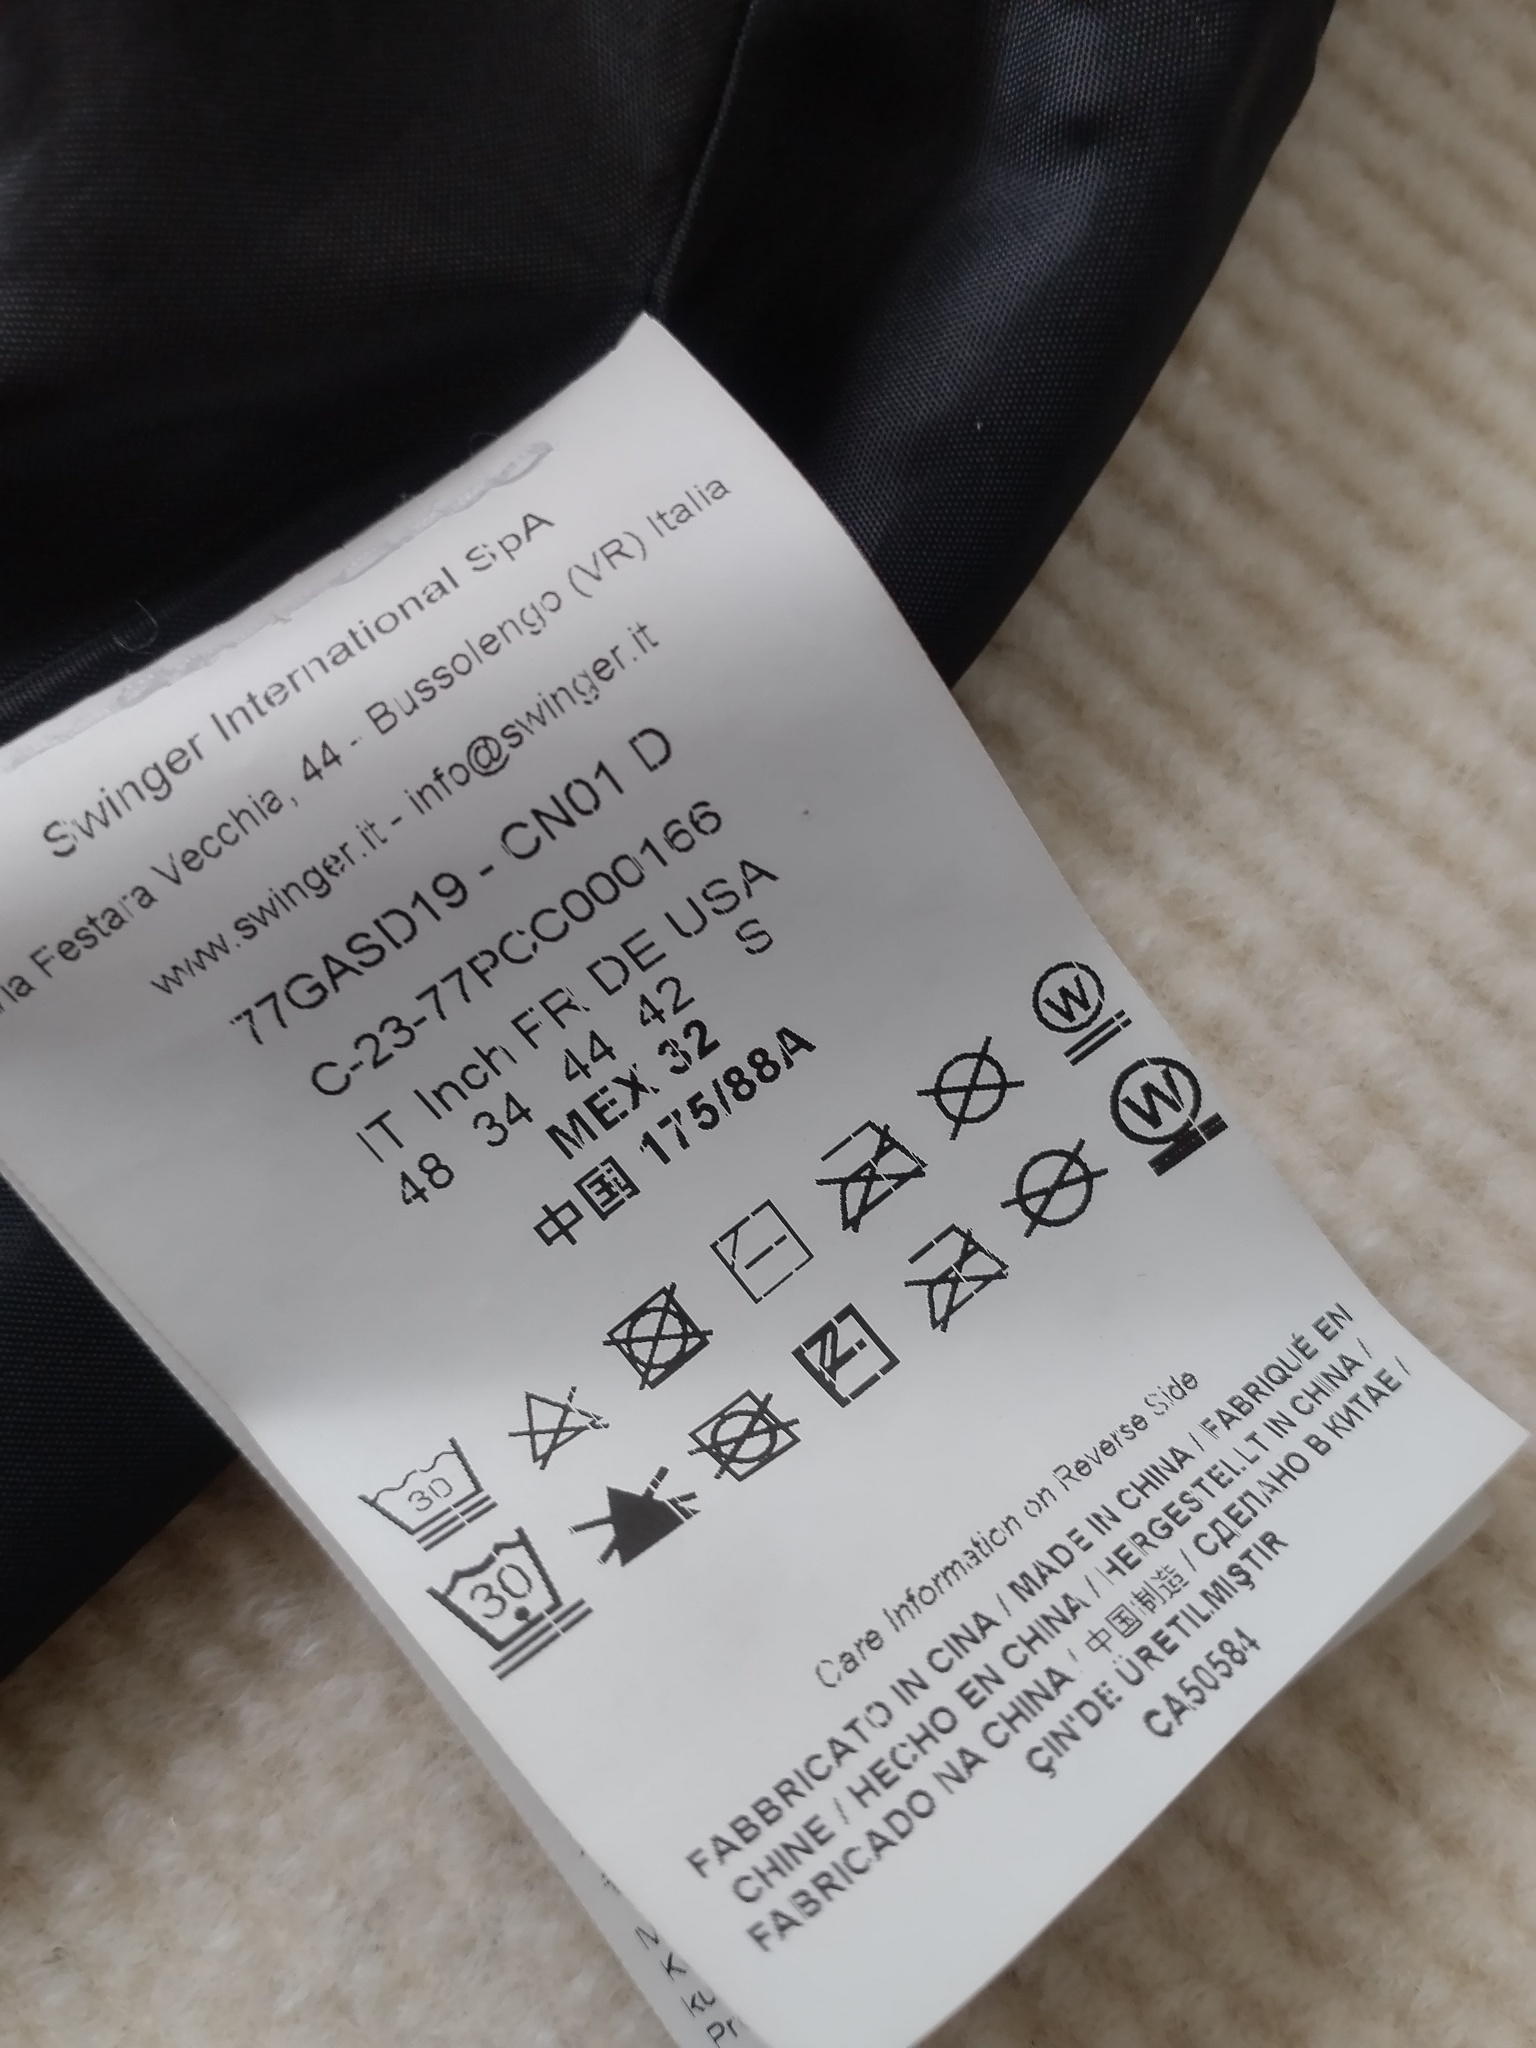 Swinger International SpA
Festara Vecchia, 44 - Bussolengo (VR) Italia
www.swinger.it - info@swinger.it
77GASD19 - CN01 D
C-23-77PCC000166
IT Inch FR DE USA
48 34 44 42 S
MEX 32
中国 175/88A
30
30
Care Information on Reverse Side
FABBRICATO IN CINA / MADE IN CHINA / FABRIQUÉ EN
CHINE / HECHO EN CHINA / HERGESTELLT IN CHINA /
FABRICADO NA CHINA / 中国制造 / СДЕЛАНО В КИТАЕ /
ÇIN'DE ÜRETILMIŞTIR
CA50584